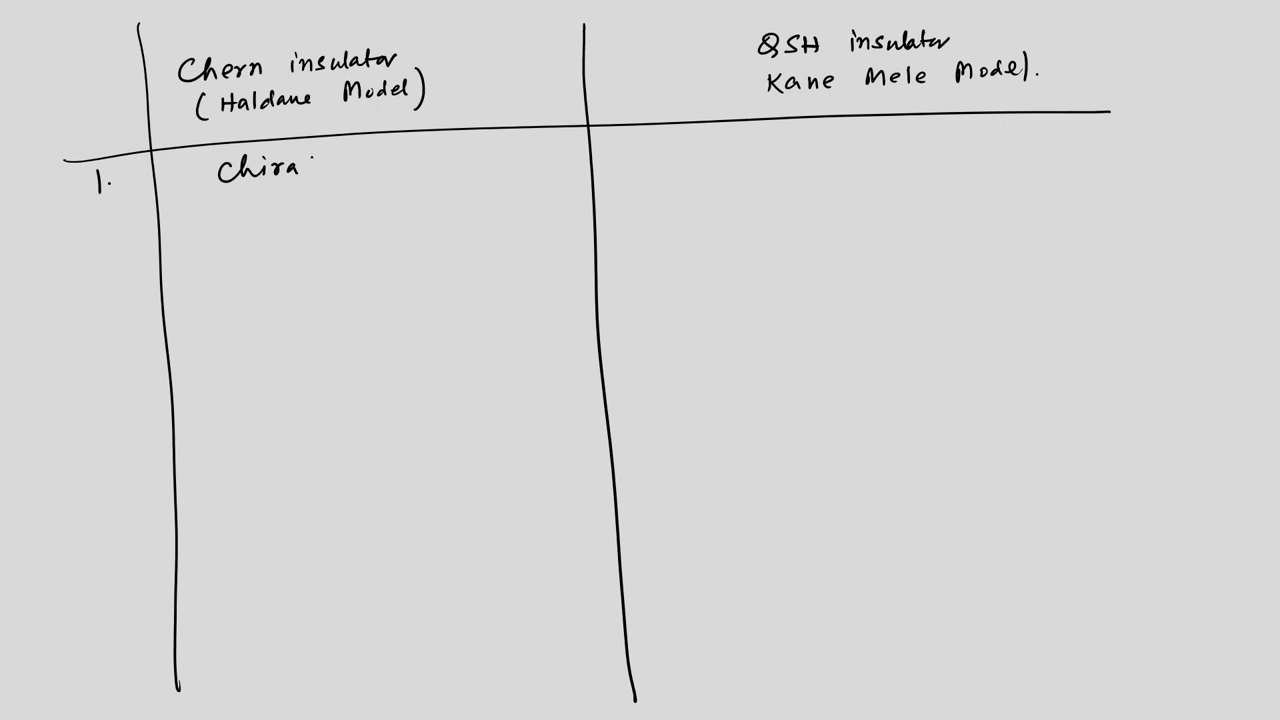 Chern insulator
(Haldane Model)
QSH insulator
Kane Mele Model.
1.
Chira